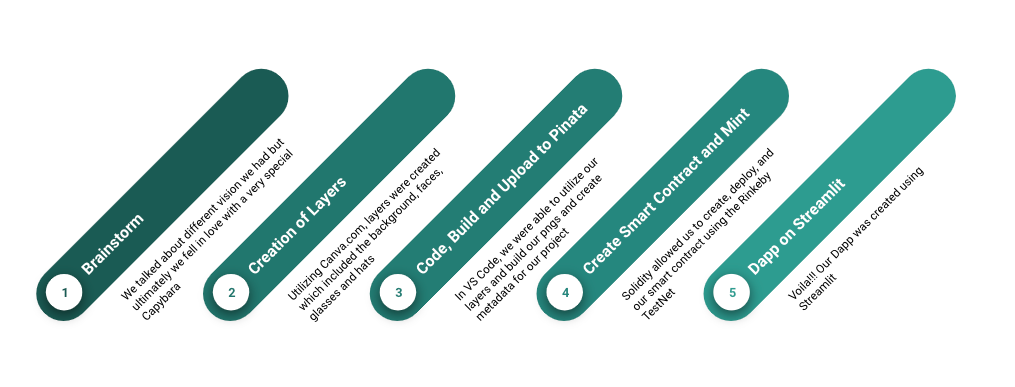 1
Brainstorm
We talked about different vision we had but
ultimately we fell in love with a very special
Capybara
2
Creation of Layers
Utilizing Canva.com, layers were created
which included the background, faces,
glasses and hats
3
Code, Build and Upload to Pinata
In VS Code, we were able to utilize our
layers and build our pngs and create
metadata for our project
4
Create Smart Contract and Mint
Solidity allowed us to create, deploy, and
our smart contract using the Rinkeby
TestNet
5
Dapp on Streamlit
Voila!!! Our Dapp was created using
Streamlit